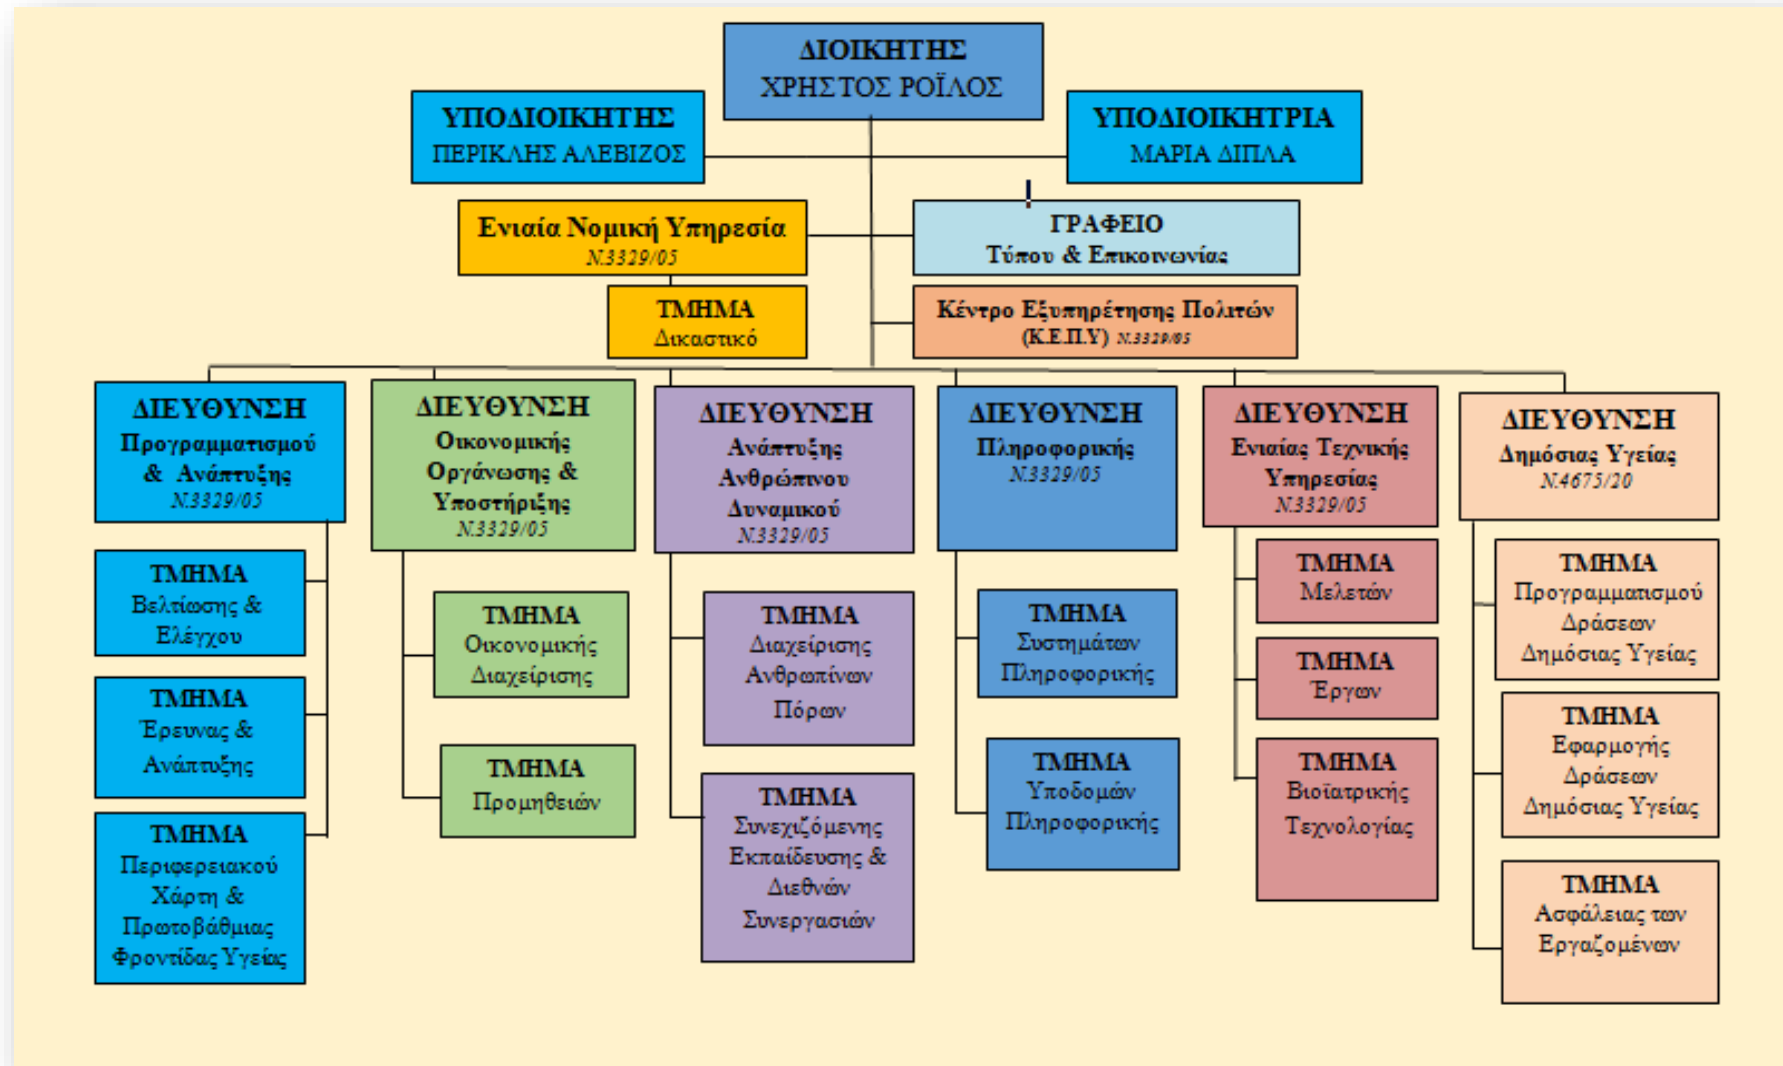 ΔΙΟΙΚΗΤΗΣ
ΧΡΗΣΤΟΣ ΡΟΪΛΟΣ
ΥΠΟΔΙΟΙΚΗΤΗΣ
ΠΕΡΙΚΛΗΣ ΑΛΕΒΙΖΟΣ
ΥΠΟΔΙΟΙΚΗΤΡΙΑ
ΜΑΡΙΑ ΔΙΠΛΑ
Ενιαία Νομική Υπηρεσία
Ν.3329/05
ΓΡΑΦΕΙΟ
Τύπου & Επικοινωνίας
ΤΜΗΜΑ
Δικαστικό
Κέντρο Εξυπηρέτησης Πολιτών
(Κ.Ε.Π.Υ) Ν.3329/05
ΔΙΕΥΘΥΝΣΗ
Προγραμματισμού
& Ανάπτυξης
Ν.3329/05
ΤΜΗΜΑ
Βελτίωσης &
Ελέγχου
ΤΜΗΜΑ
Έρευνας &
Ανάπτυξης
ΤΜΗΜΑ
Περιφερειακού
Χάρτη &
Πρωτοβάθμιας
Φροντίδας Υγείας
ΔΙΕΥΘΥΝΣΗ
Οικονομικής
Οργάνωσης &
Υποστήριξης
Ν.3329/05
ΤΜΗΜΑ
Οικονομικής
Διαχείρισης
ΤΜΗΜΑ
Προμηθειών
ΔΙΕΥΘΥΝΣΗ
Ανάπτυξης
Ανθρώπινου
Δυναμικού
Ν.3329/05
ΤΜΗΜΑ
Διαχείρισης
Ανθρωπίνων
Πόρων
ΤΜΗΜΑ
Συνεχιζόμενης
Εκπαίδευσης &
Διεθνών
Συνεργασιών
ΔΙΕΥΘΥΝΣΗ
Πληροφορικής
Ν.3329/05
ΤΜΗΜΑ
Συστημάτων
Πληροφορικής
ΤΜΗΜΑ
Υποδομών
Πληροφορικής
ΔΙΕΥΘΥΝΣΗ
Ενιαίας Τεχνικής
Υπηρεσίας
Ν.3329/05
ΤΜΗΜΑ
Μελετών
ΤΜΗΜΑ
Έργων
ΤΜΗΜΑ
Βιοϊατρικής
Τεχνολογίας
ΔΙΕΥΘΥΝΣΗ
Δημόσιας Υγείας
Ν.4675/20
ΤΜΗΜΑ
Προγραμματισμού
Δράσεων
Δημόσιας Υγείας
ΤΜΗΜΑ
Εφαρμογής
Δράσεων
Δημόσιας Υγείας
ΤΜΗΜΑ
Ασφάλειας των
Εργαζομένων